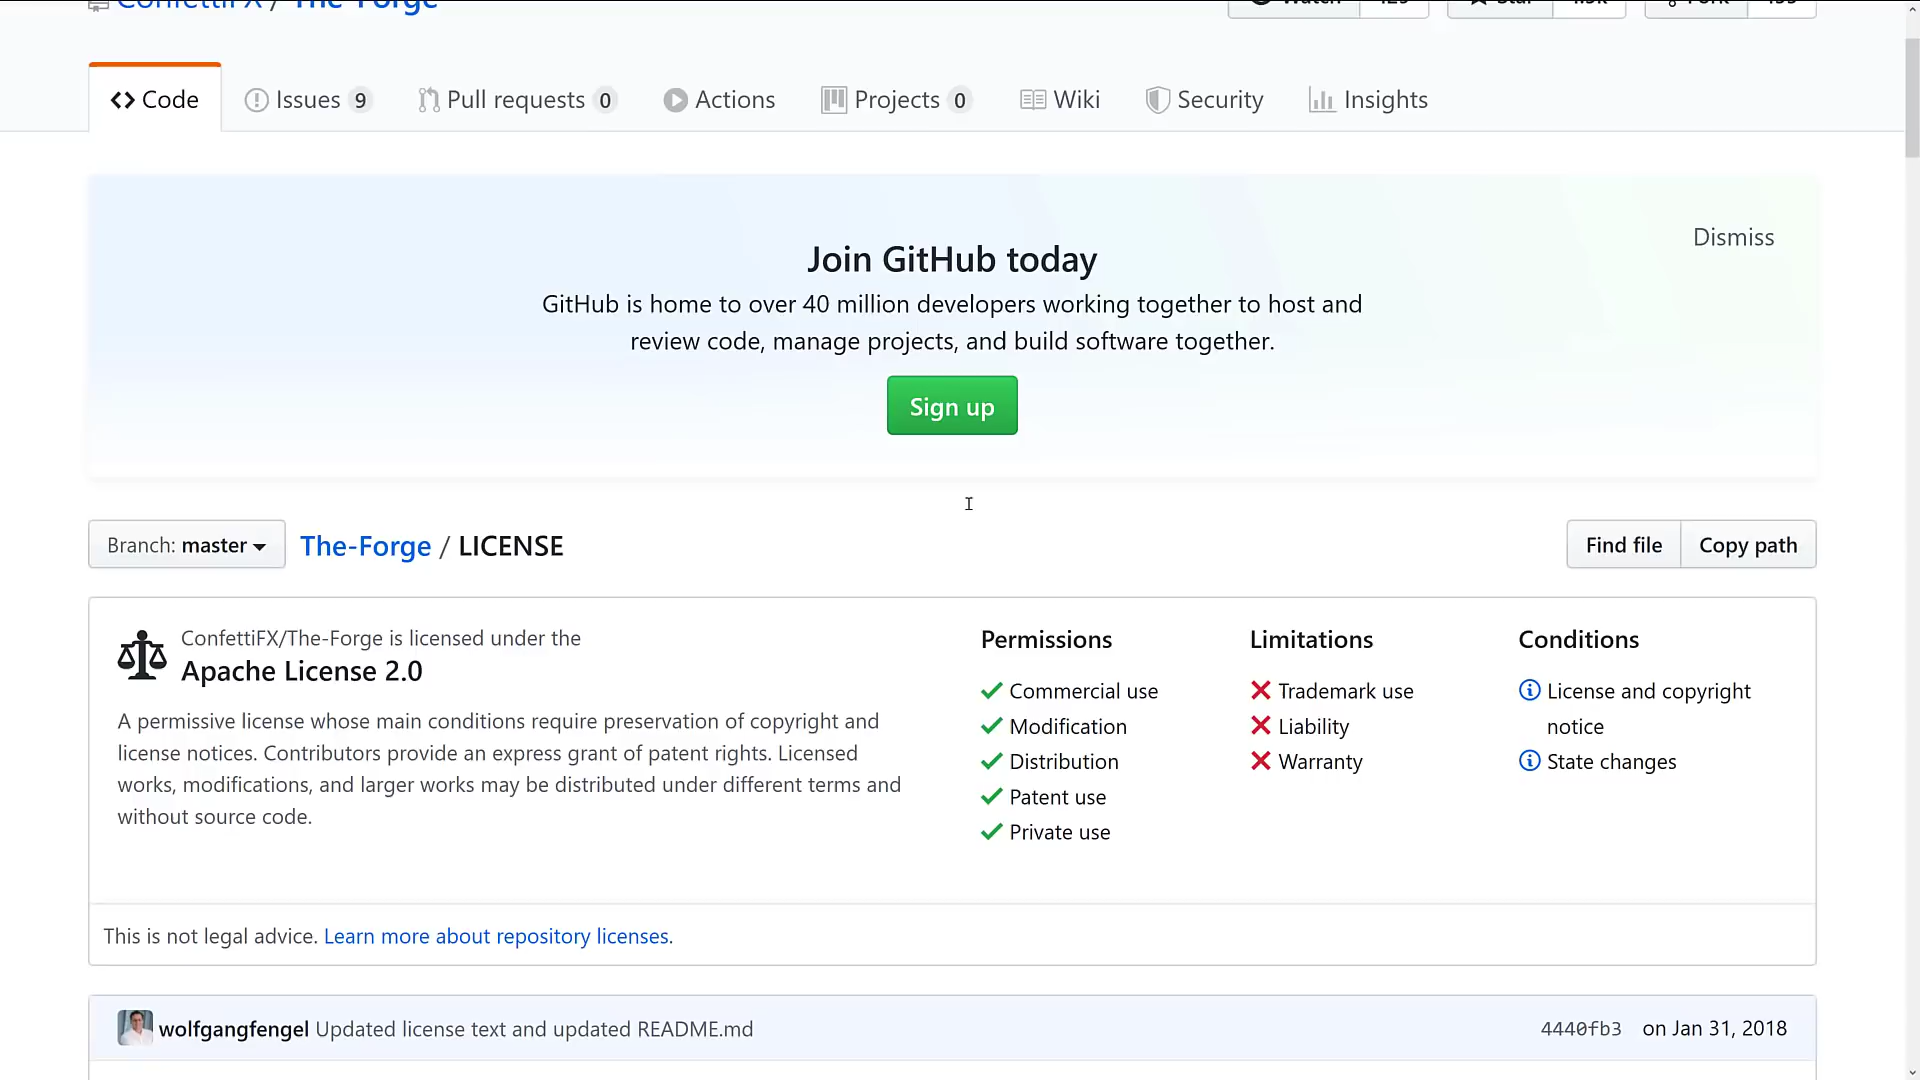 ConfettiFX / The-Forge
Watch Star Fork
Code Issues 9 Pull requests 0 Actions Projects 0 Wiki Security Insights
Dismiss
Join GitHub today
GitHub is home to over 40 million developers working together to host and
review code, manage projects, and build software together.
Sign up
Branch: master The-Forge / LICENSE Find file Copy path
ConfettiFX/The-Forge is licensed under the
Apache License 2.0
A permissive license whose main conditions require preservation of copyright and
license notices. Contributors provide an express grant of patent rights. Licensed
works, modifications, and larger works may be distributed under different terms and
without source code.
Permissions
Commercial use
Modification
Distribution
Patent use
Private use
Limitations
Trademark use
Liability
Warranty
Conditions
License and copyright
notice
State changes
This is not legal advice. Learn more about repository licenses.
wolfgangfengel Updated license text and updated README.md 4440fb3 on Jan 31, 2018